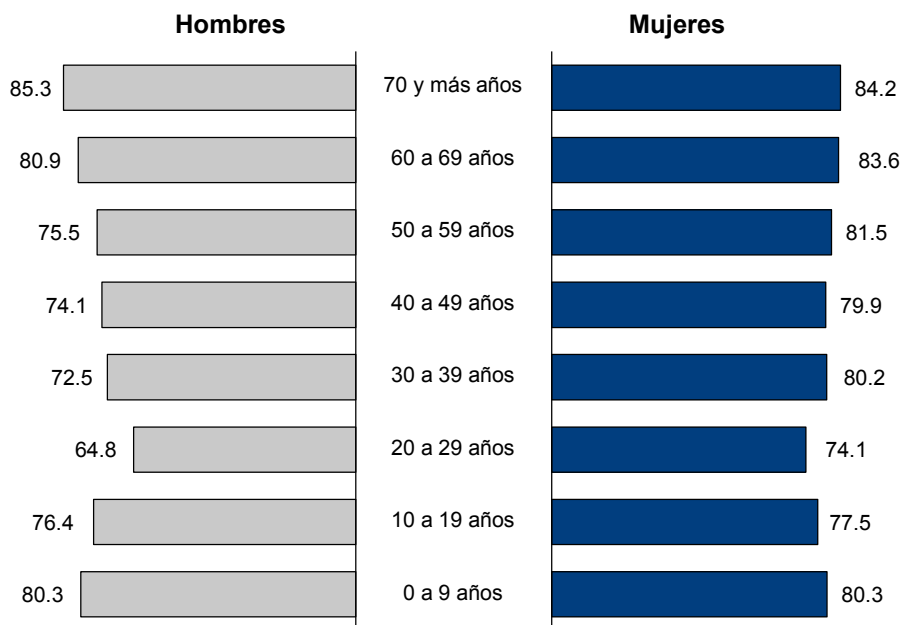 Hombres Mujeres
85.3 70 y más años 84.2
80.9 60 a 69 años 83.6
75.5 50 a 59 años 81.5
74.1 40 a 49 años 79.9
72.5 30 a 39 años 80.2
64.8 20 a 29 años 74.1
76.4 10 a 19 años 77.5
80.3 0 a 9 años 80.3